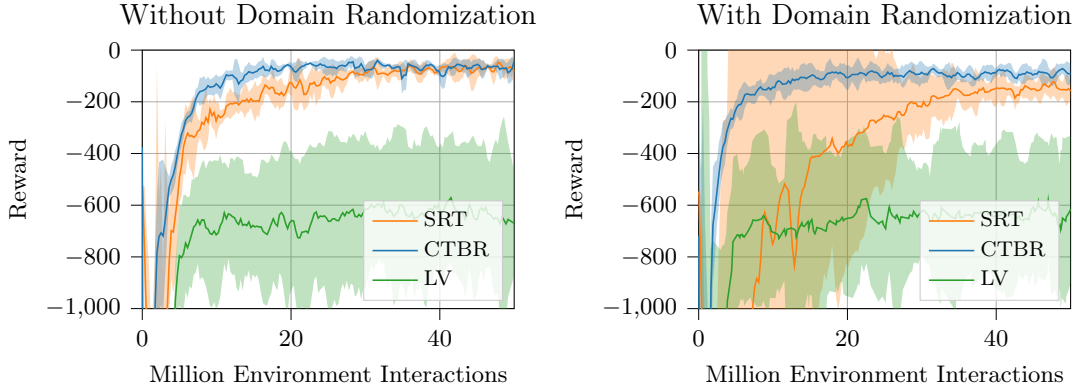 Without Domain Randomization
Reward
0
−200
−400
−600
−800
−1,000
0
20
40
Million Environment Interactions
SRT
CTBR
LV
With Domain Randomization
Reward
0
−200
−400
−600
−800
−1,000
0
20
40
Million Environment Interactions
SRT
CTBR
LV